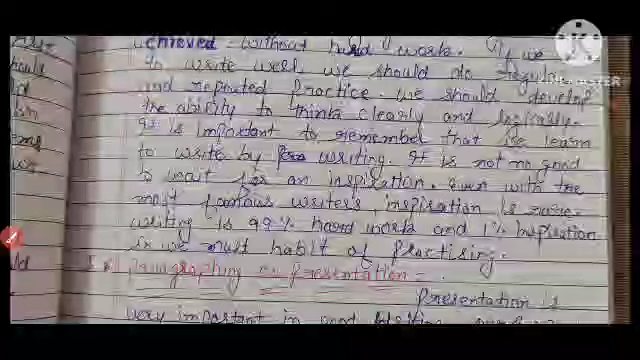 achieved without hard work. If we
to write well we should do regular
and repeated practice. we should develop
the ability to think clearly and logically.
It is important to remember that we learn
to write by writing. It is not no good
to wait for an inspiration. Even with the
most famous writers inspiration is rare.
writing is 99% hard work and 1% inspiration
we must habit of practising.
Paragraphing or presentation -
Presentation is
very important in